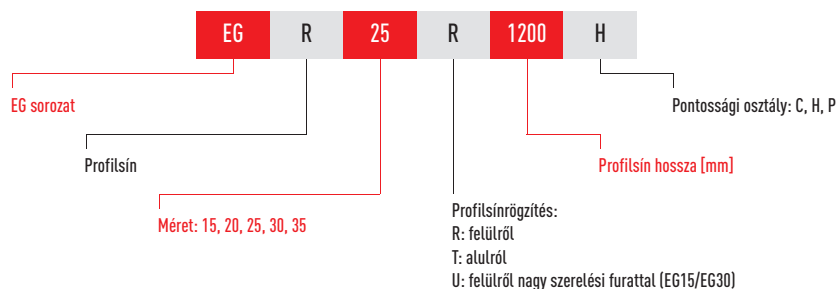 EG R 25 R 1200 H
EG sorozat
Pontossági osztály: C, H, P
Profilsín
Profilsín hossza [mm]
Méret: 15, 20, 25, 30, 35
Profilsínrögzítés:
R: felülről
T: alulról
U: felülről nagy szerelési furattal (EG15/EG30)